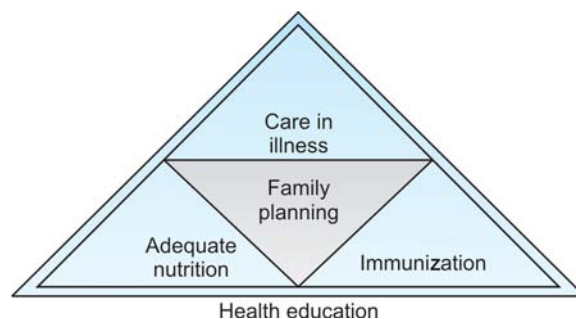 Care in
illness
Family
planning
Adequate
nutrition
Immunization
Health education